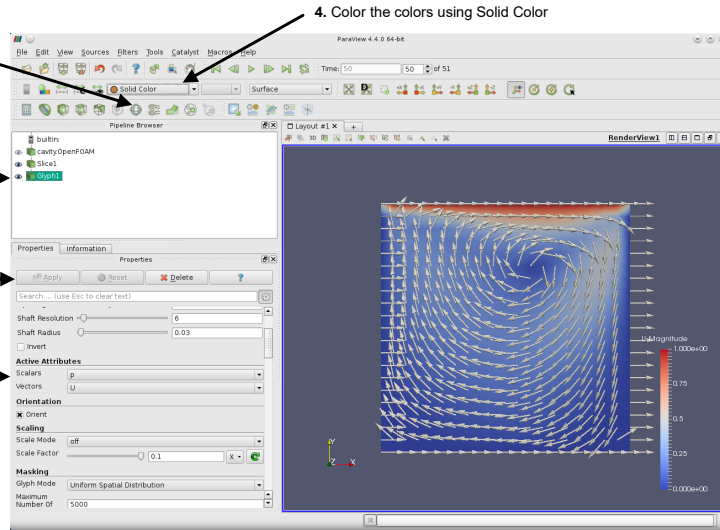 4. Color the colors using Solid Color
ParaView 4.4.0 64-bit
File Edit View Sources Filters Tools Catalyst Macros Help
Time: 50 50 of 51
Solid Color Surface
3D
Pipeline Browser
Layout #1 × +
3D RenderView1
builtin:
cavity.OpenFOAM
Slice1
Glyph1
Properties Information
Properties
Apply Reset Delete ?
Search ... (use Esc to clear text)
Shaft Resolution 6
Shaft Radius 0.03
Invert
Active Attributes
Scalars p
Vectors U
Orientation
Orient
Scaling
Scale Mode off
Scale Factor 0.1 X
Masking
Glyph Mode Uniform Spatial Distribution
Maximum
Number Of 5000
U Magnitude
1.000e+00
0.75
0.5
0.25
0.000e+00
Y
Z X